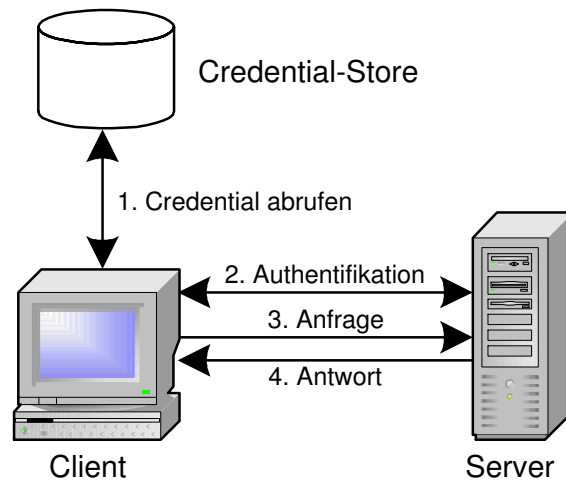 Credential-Store
1. Credential abrufen
2. Authentifikation
3. Anfrage
4. Antwort
Client
Server